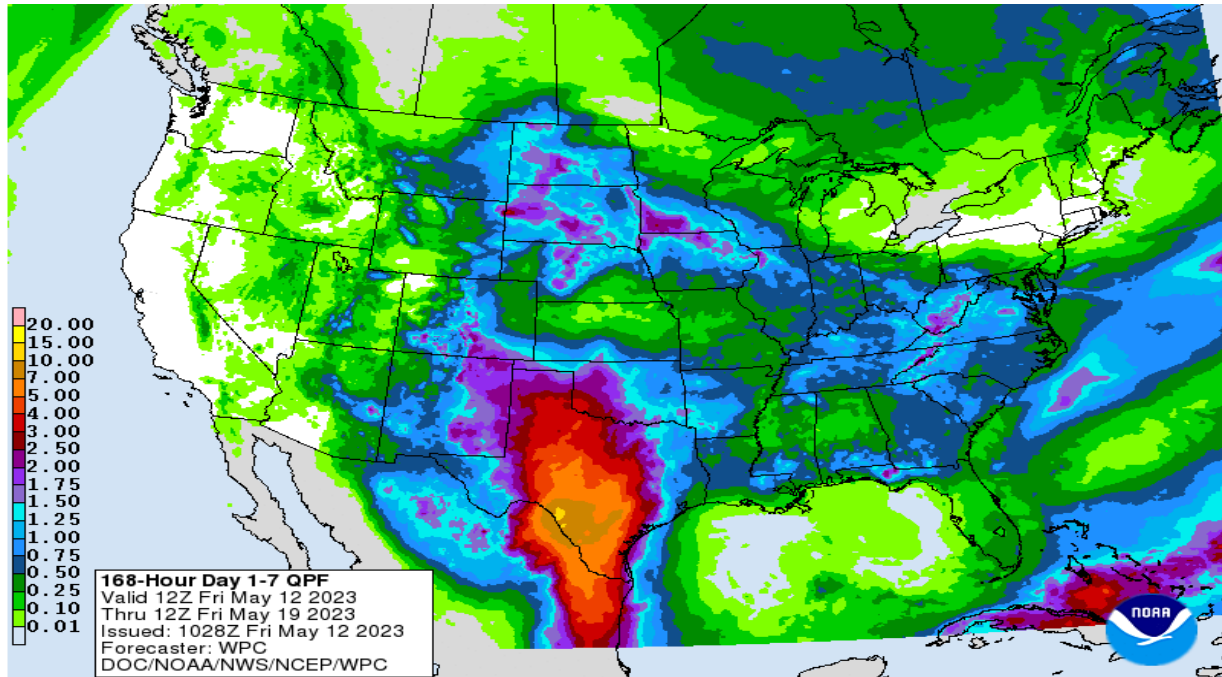 20.00
15.00
10.00
7.00
5.00
4.00
3.00
2.50
2.00
1.75
1.50
1.25
1.00
0.75
0.50
0.25
0.10
0.01
168-Hour Day 1-7 QPF
Valid 12Z Fri May 12 2023
Thru 12Z Fri May 19 2023
Issued: 1028Z Fri May 12 2023
Forecaster: WPC
DOC/NOAA/NWS/NCEP/WPC
NOAA